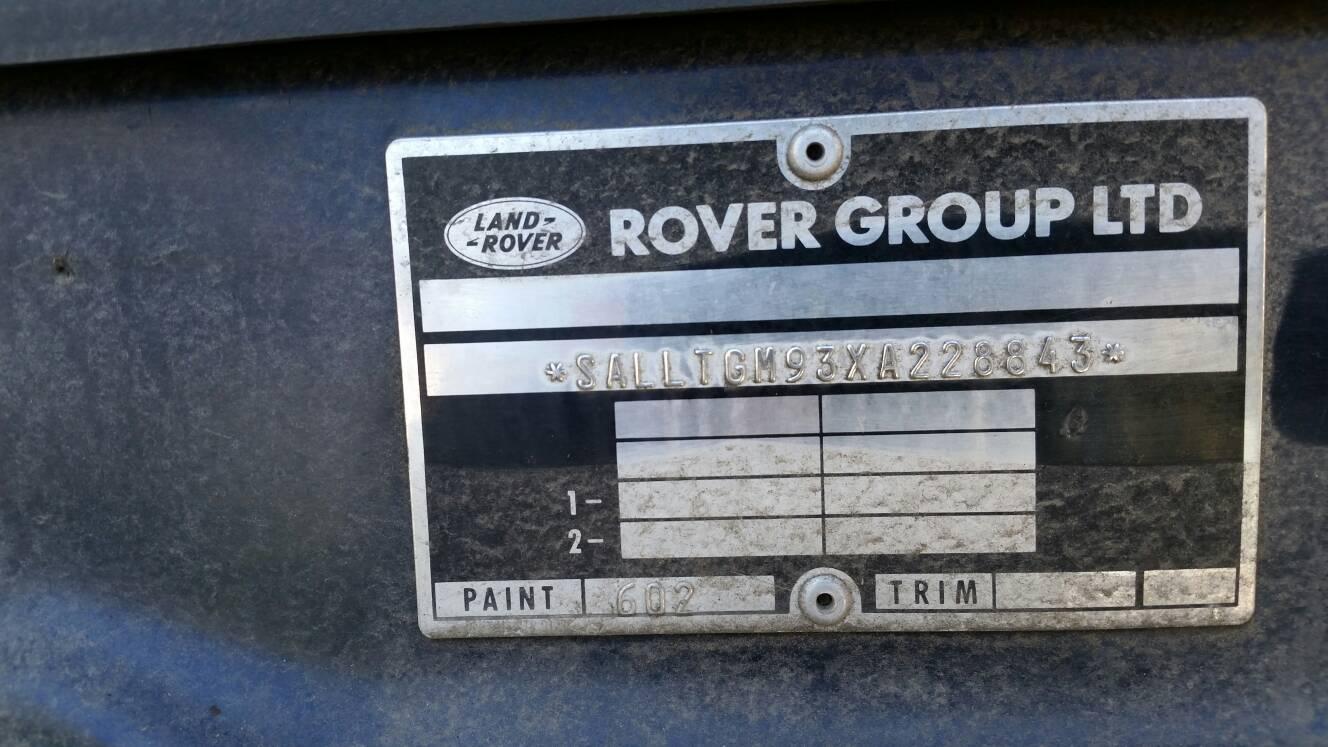 LAND-
-ROVER
ROVER GROUP LTD
*SALLTGM93XA228843*
1-
2-
PAINT 602 TRIM